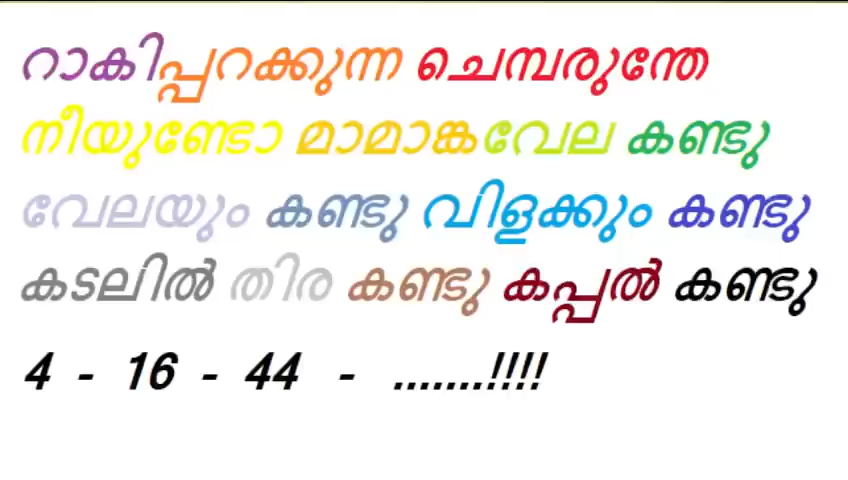 റാകിപ്പറക്കുന്ന ചെമ്പരുന്തേ
നീയുണ്ടോ മാമാങ്കവേല കണ്ടു
വേലയും കണ്ടു വിളക്കും കണ്ടു
കടലിൽ തിര കണ്ടു കപ്പൽ കണ്ടു
4 - 16 - 44 - .......!!!!